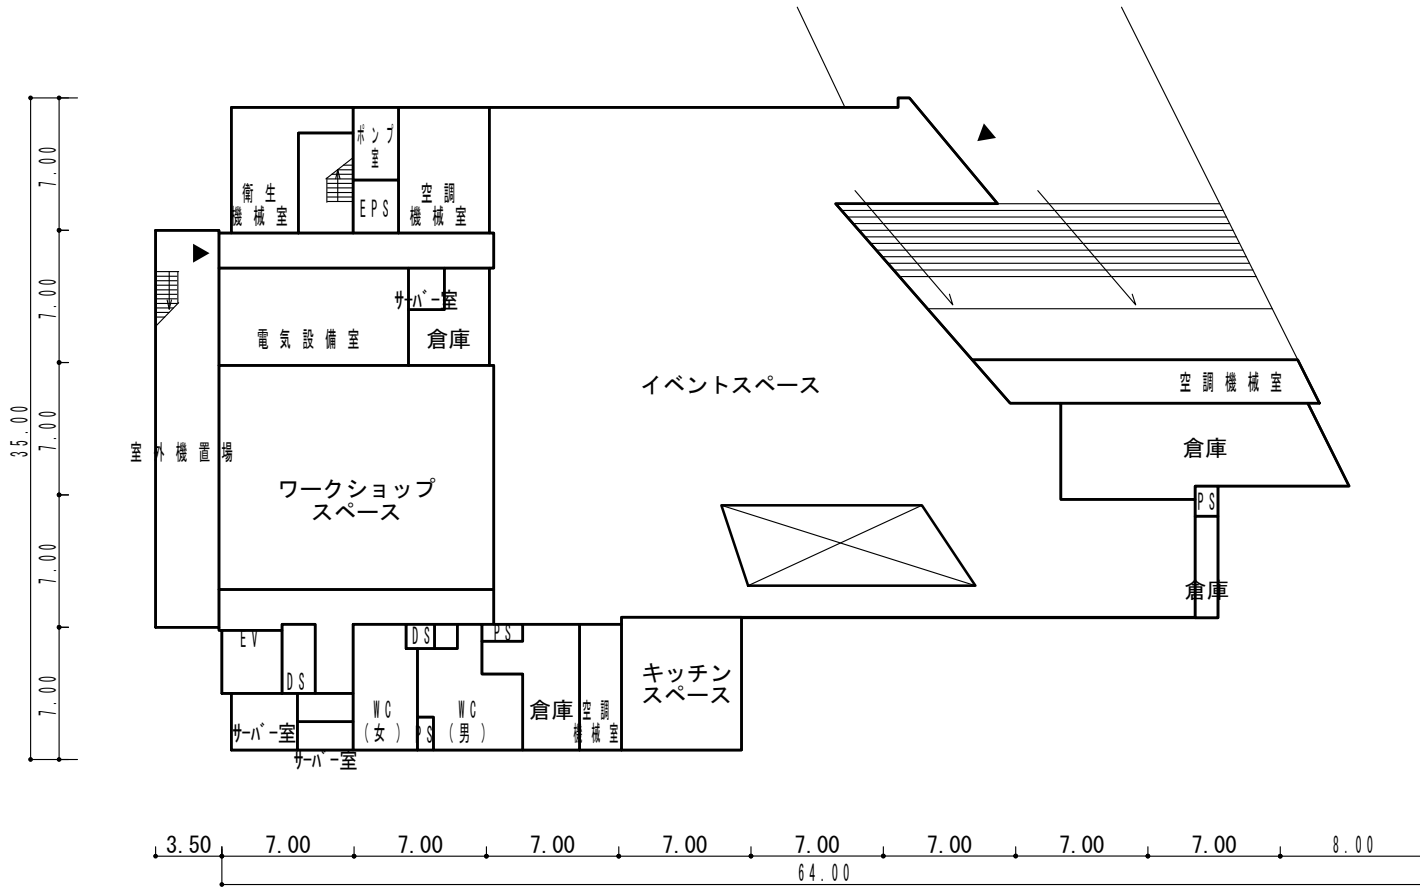 ポンプ
室
衛生
機械室
EPS
空調
機械室
サーバー室
電気設備室
倉庫
イベントスペース
空調機械室
室外機置場
倉庫
ワークショップ
スペース
PS
倉庫
EV
DS
DS
PS
キッチン
スペース
WC
(女)
PS
WC
(男)
倉庫
空調
機械室
サーバー室
サーバー室
7.00
7.00
7.00
7.00
7.00
35.00
3.50
7.00
7.00
7.00
7.00
7.00
7.00
7.00
7.00
8.00
64.00